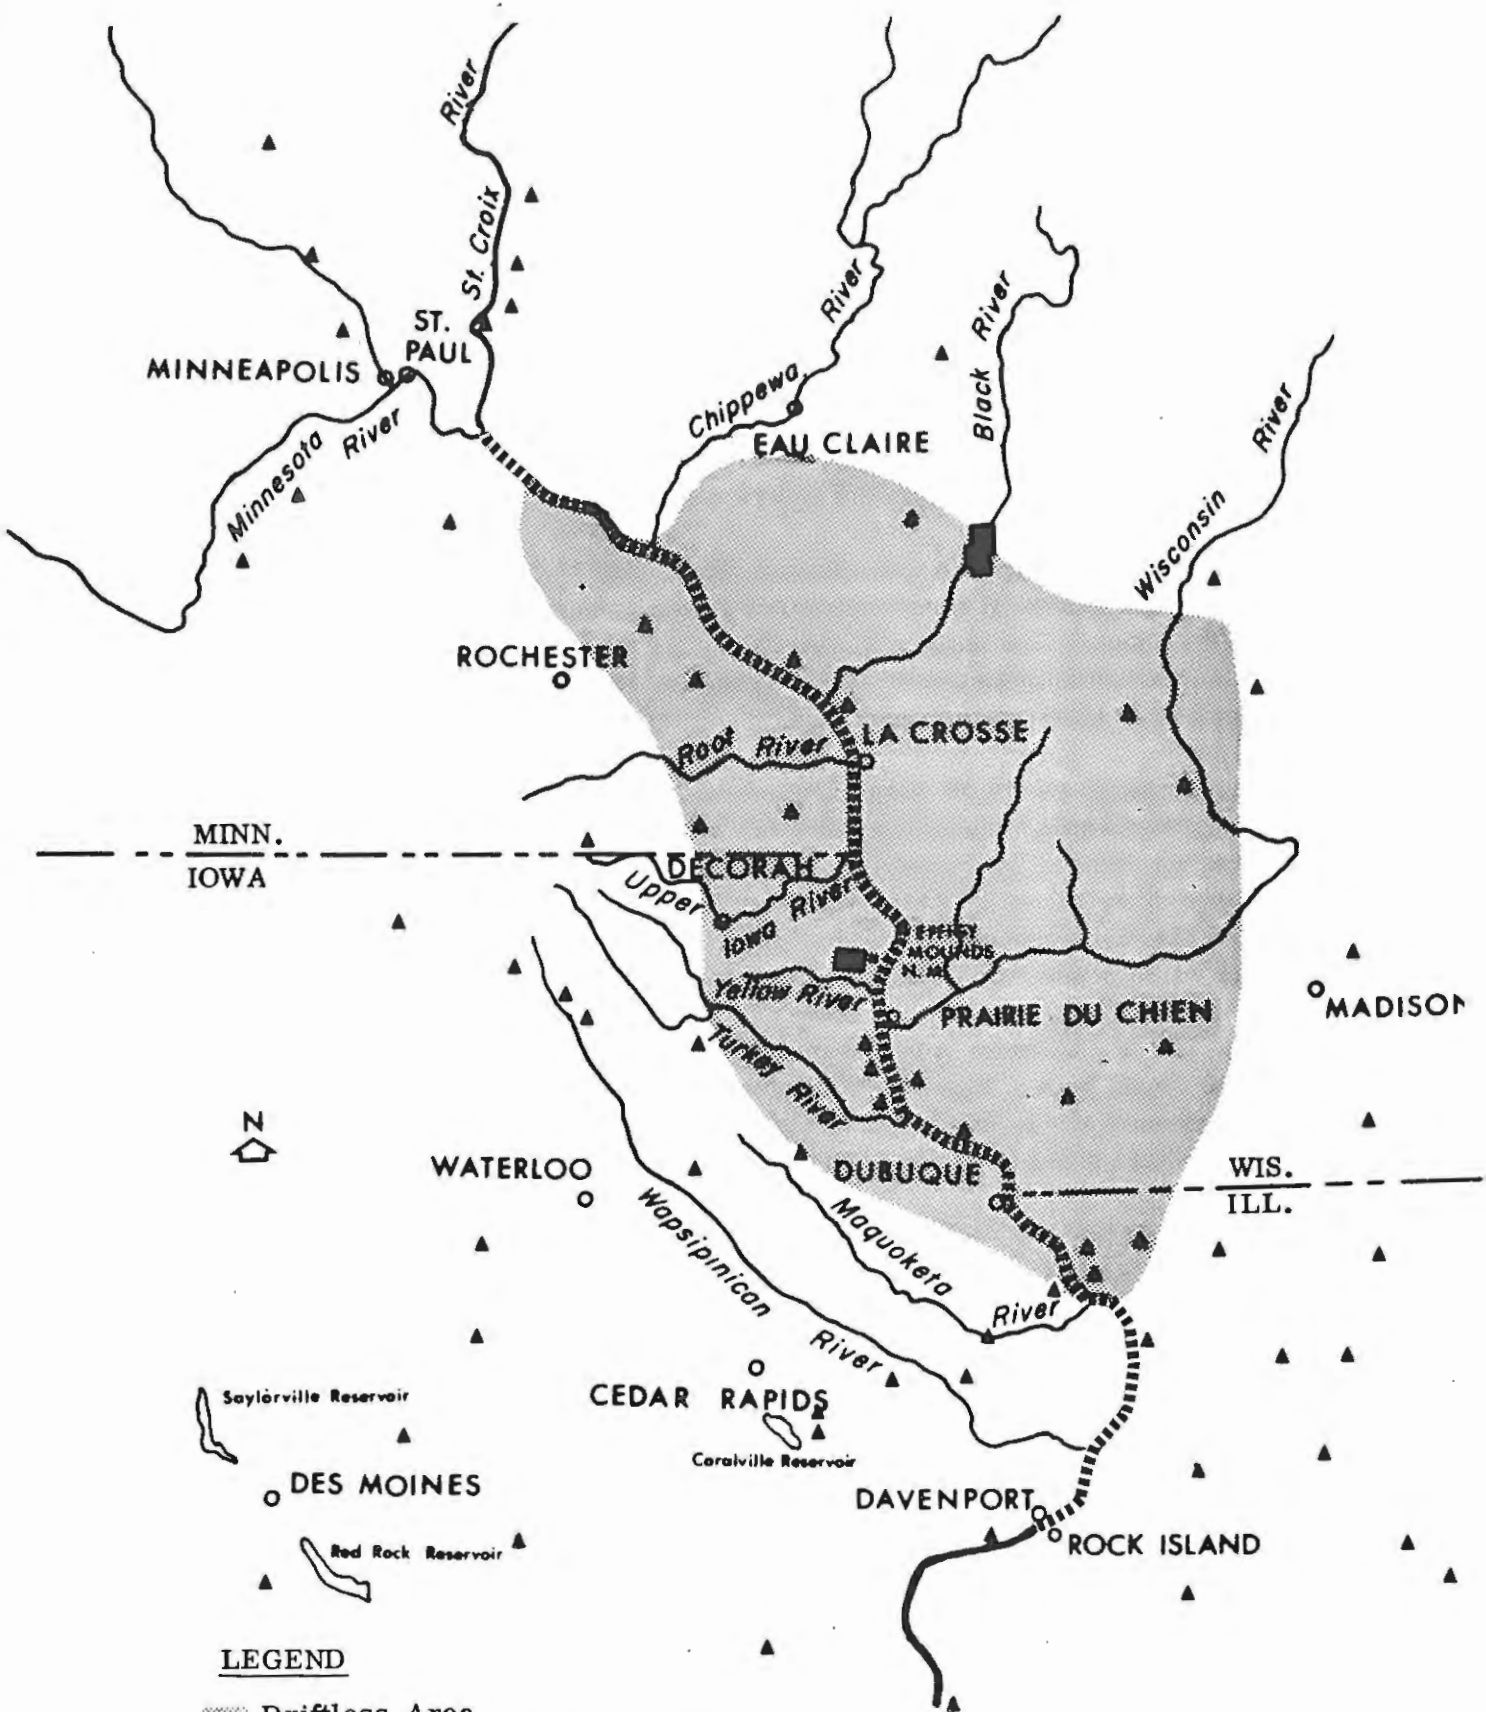 River
St. Croix
River
Black River
Chippewa
River
Wisconsin
ST.
PAUL
MINNEAPOLIS
Minnesota River
EAU CLAIRE
ROCHESTER
LA CROSSE
Root River
MINN.
IOWA
DECORAH
Upper
Iowa River
EFFIGY
MOUNDS
N. M.
Yellow River
PRAIRIE DU CHIEN
MADISON
Turkey River
N
WATERLOO
DUBUQUE
WIS.
ILL.
Wapsipinican
River
Maquoketa
River
CEDAR RAPIDS
Saylorville Reservoir
Coralville Reservoir
DES MOINES
DAVENPORT
ROCK ISLAND
Red Rock Reservoir
LEGEND
Driftless Area